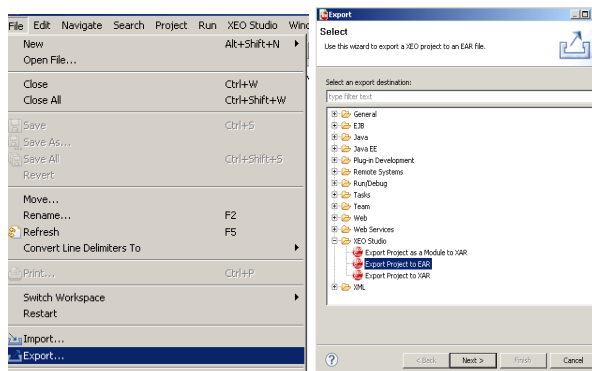 File Edit Navigate Search Project Run XEO Studio
New Alt+Shift+N
Open File...
Close Ctrl+W
Close All Ctrl+Shift+W
Save Ctrl+S
Save As...
Save All Ctrl+Shift+S
Revert
Move...
Rename... F2
Refresh F5
Convert Line Delimiters To
Print... Ctrl+P
Switch Workspace
Restart
Import...
Export...
Export
Select
Use this wizard to export a XEO project to an EAR file.
Select an export destination:
type filter text
General
EJB
Java
Java EE
Plug-in Development
Remote Systems
Run/Debug
Tasks
Team
Web
Web Services
XEO Studio
Export Project as a Module to XAR
Export Project to EAR
Export Project to XAR
XML
< Back Next > Finish Cancel